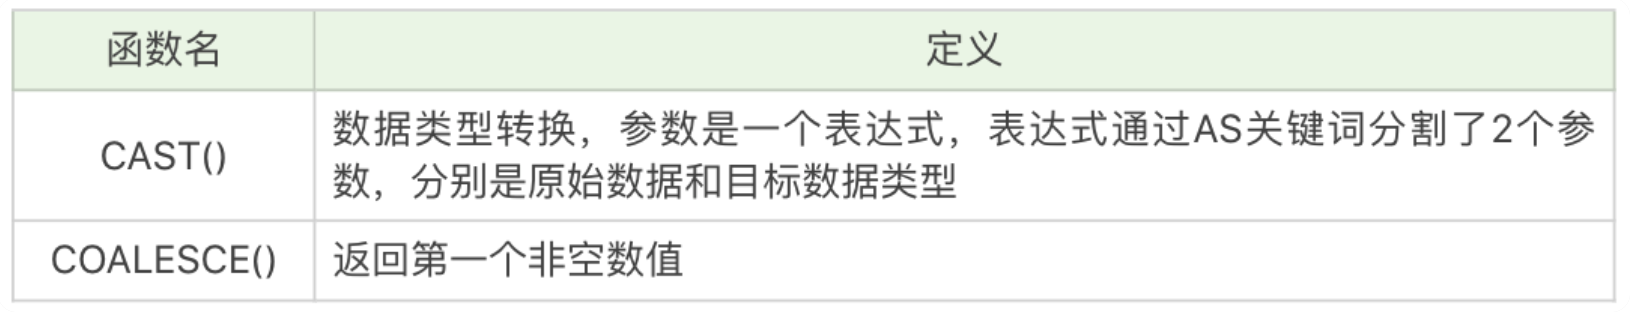 函数名
定义
CAST()
数据类型转换，参数是一个表达式，表达式通过AS关键词分割了2个参
数，分别是原始数据和目标数据类型
COALESCE()
返回第一个非空数值